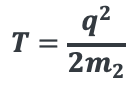 T = q² / 2m₂